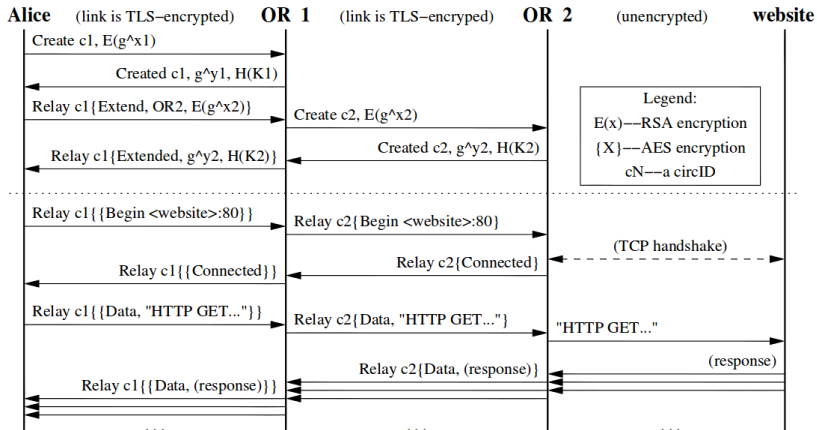 Alice (link is TLS−encrypted) OR 1 (link is TLS−encryped) OR 2 (unencrypted) website
Create c1, E(g^x1)
Created c1, g^y1, H(K1)
Relay c1{Extend, OR2, E(g^x2)}
Create c2, E(g^x2)
Created c2, g^y2, H(K2)
Relay c1{Extended, g^y2, H(K2)}
Legend:
E(x)−−RSA encryption
{X}−−AES encryption
cN−−a circID
Relay c1{{Begin <website>:80}}
Relay c2{Begin <website>:80}
(TCP handshake)
Relay c2{Connected}
Relay c1{{Connected}}
Relay c1{{Data, "HTTP GET..."}}
Relay c2{Data, "HTTP GET..."}
"HTTP GET..."
(response)
Relay c2{Data, (response)}
Relay c1{{Data, (response)}}
... ... ...